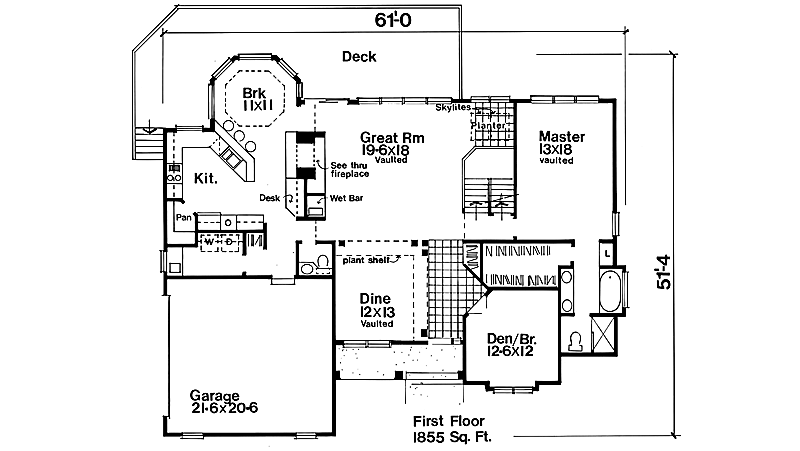 61'-0
Deck
Brk
11x11
Skylites
Planter
Great Rm
19-6x18
Vaulted
Master
13x18
Vaulted
See thru
fireplace
Kit.
Desk
Wet Bar
Pan
W D
L
plant shelf
51'-4
Dine
12x13
Vaulted
Den/Br.
12-6x12
Garage
21-6x20-6
First Floor
1855 Sq. Ft.